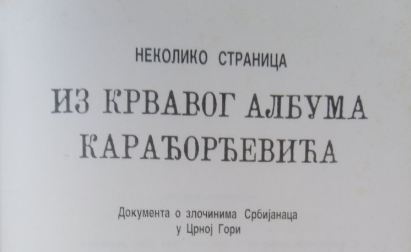 НЕКОЛИКО СТРАНИЦА
ИЗ КРВАВОГ АЛБУМА
КАРАЂОРЂЕВИЋА
Документа о злочинима Србијанаца
у Црној Гори